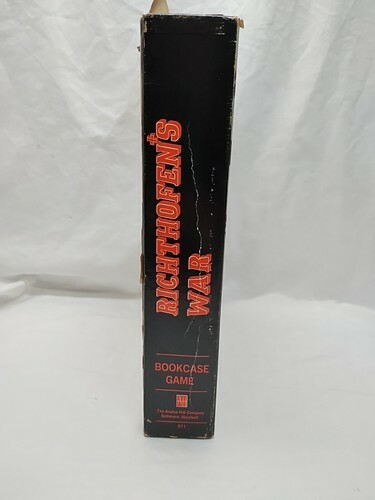 RICHTHOFEN'S
WAR
BOOKCASE
GAME
The Avalon Hill Company
Baltimore, Maryland